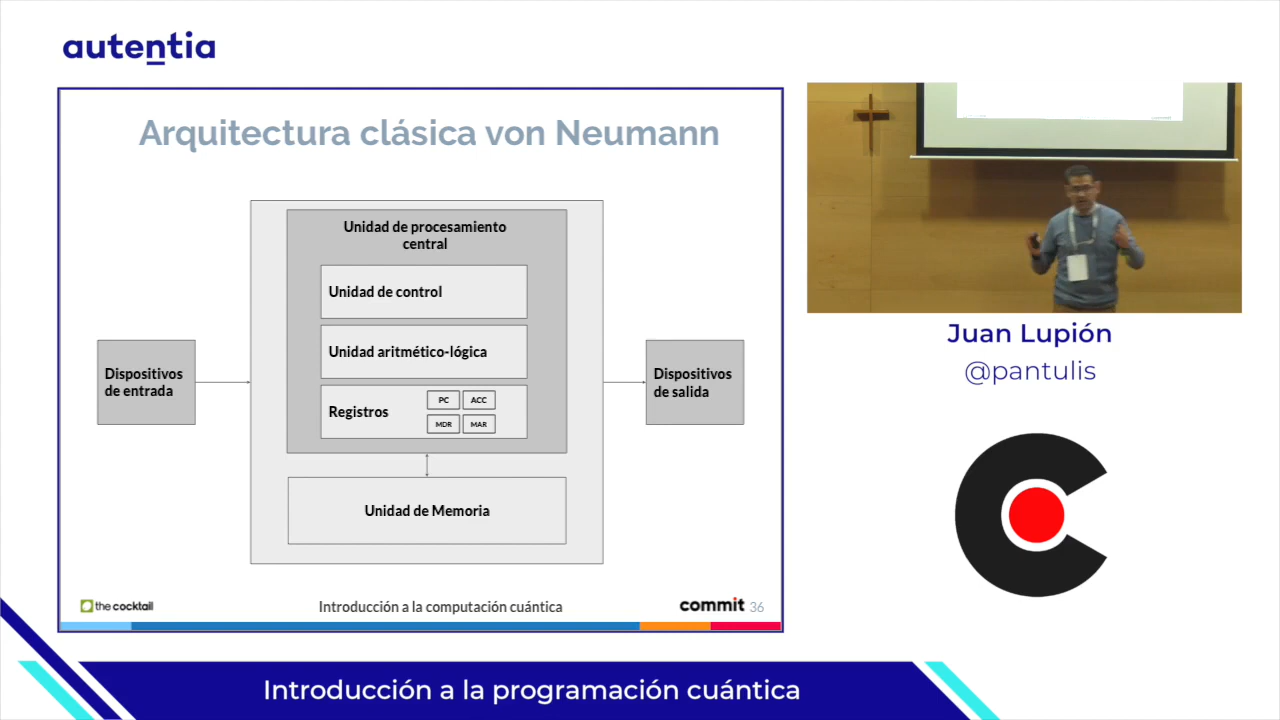 autentia
Arquitectura clásica von Neumann
Unidad de procesamiento
central
Unidad de control
Unidad aritmético-lógica
Registros
PC
ACC
MDR
MAR
Dispositivos
de entrada
Dispositivos
de salida
Unidad de Memoria
the cocktail
Introducción a la computación cuántica
commit 36
Juan Lupión
@pantulis
Introducción a la programación cuántica